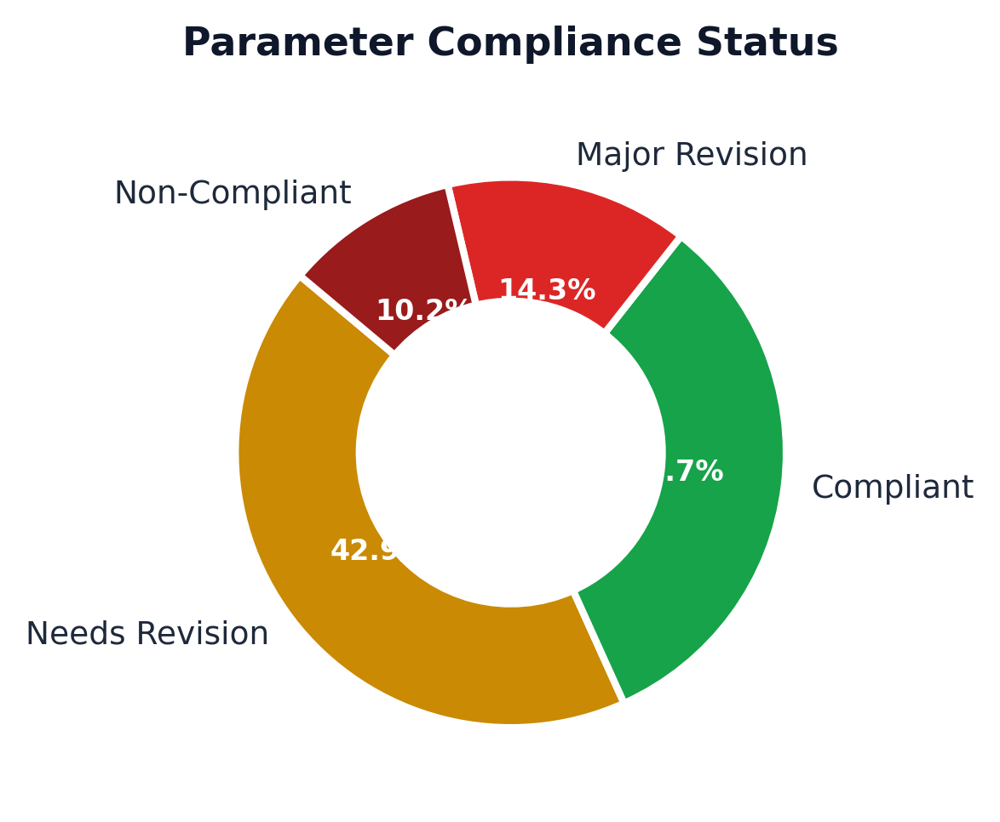 Parameter Compliance Status
Major Revision
Non-Compliant
14.3%
10.2%
.7%
Compliant
42.9
Needs Revision